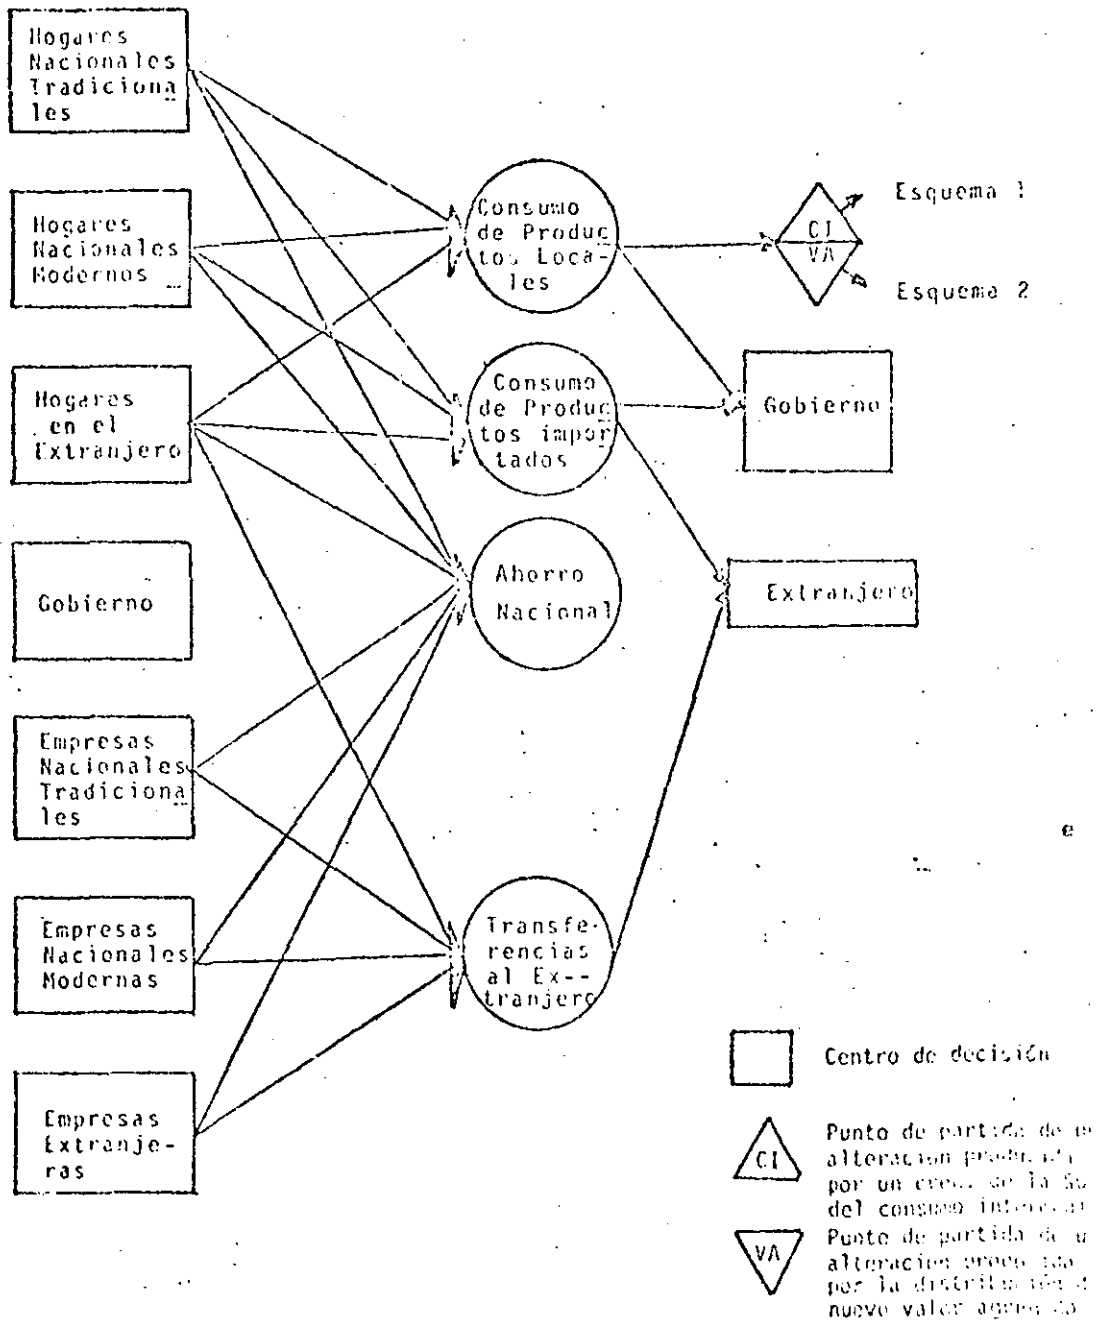 Hogares
Nacionales
Tradiciona
les
Hogares
Nacionales
Modernos
Hogares
en el
Extranjero
Gobierno
Empresas
Nacionales
Tradiciona
les
Empresas
Nacionales
Modernas
Empresas
Extranje-
ras
Consumo
de Produc
tos Loca-
les
Consumo
de Produc
tos impor
tados
Ahorro
Nacional
Transfe-
rencias
al Ex--
tranjero
CI
VA
Esquema 1
Esquema 2
Gobierno
Extranjero
e
Centro de decisión
CI
Punto de partida de
alteración
por un de la
del consumo
VA
Punto de partida de
alteración
por la
nuevo valor